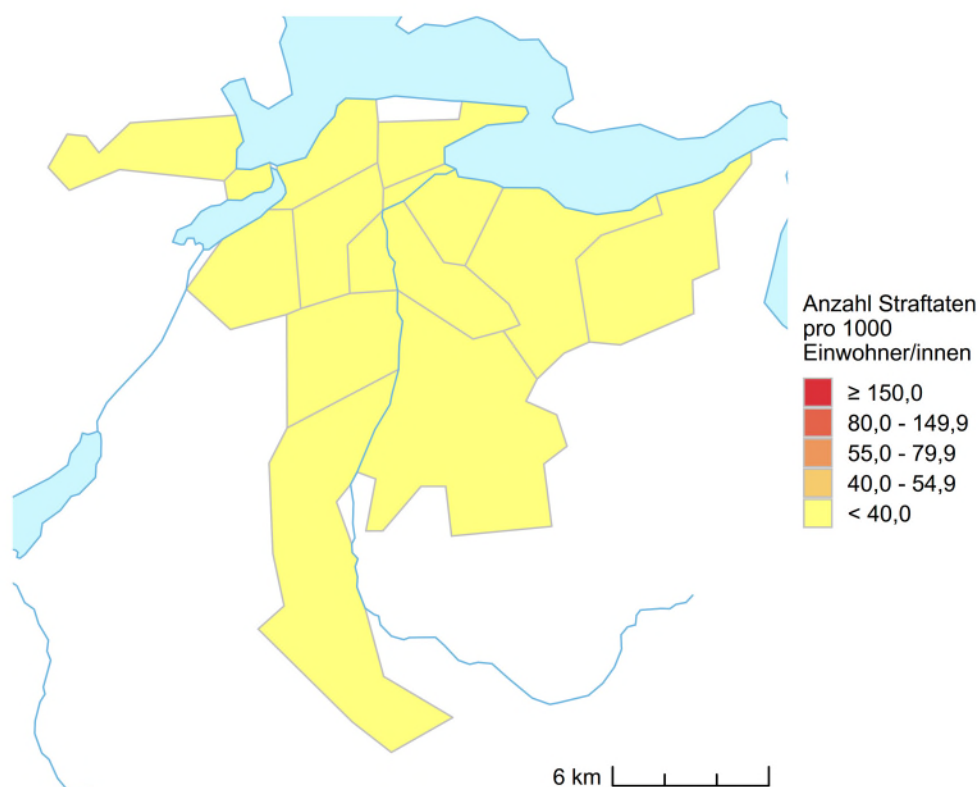 Anzahl Straftaten
pro 1000
Einwohner/innen
≥ 150,0
80,0 - 149,9
55,0 - 79,9
40,0 - 54,9
< 40,0
6 km